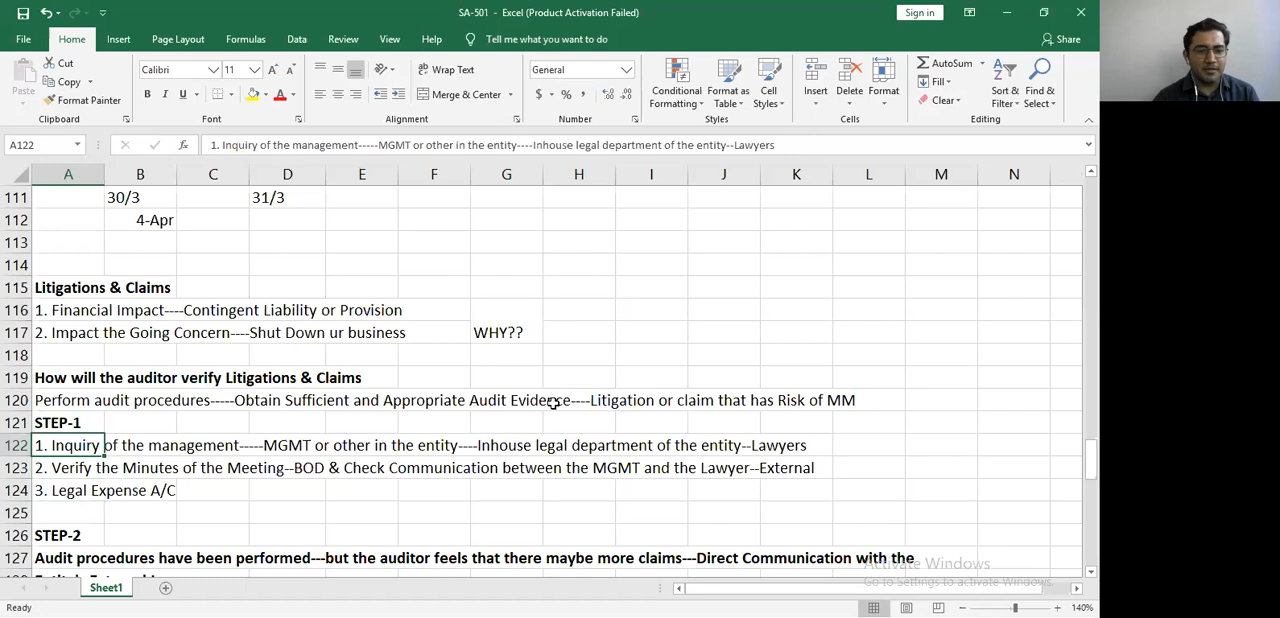 SA-501 - Excel (Product Activation Failed)
Sign in
File Home Insert Page Layout Formulas Data Review View Help Tell me what you want to do Share
Cut
Copy
Format Painter
Paste
Clipboard
Calibri 11
B I U
Font
Wrap Text
Merge & Center
Alignment
General
$ % ,
Number
Conditional Formatting
Format as Table
Cell Styles
Styles
Insert Delete Format
Cells
AutoSum
Fill
Clear
Sort & Filter
Find & Select
Editing
A122 fx 1. Inquiry of the management-----MGMT or other in the entity----Inhouse legal department of the entity--Lawyers
A B C D E F G H I J K L M N
111 30/3 31/3
112 4-Apr
113
114
115 Litigations & Claims
116 1. Financial Impact----Contingent Liability or Provision
117 2. Impact the Going Concern----Shut Down ur business WHY??
118
119 How will the auditor verify Litigations & Claims
120 Perform audit procedures-----Obtain Sufficient and Appropriate Audit Evidence----Litigation or claim that has Risk of MM
121 STEP-1
122 1. Inquiry of the management-----MGMT or other in the entity----Inhouse legal department of the entity--Lawyers
123 2. Verify the Minutes of the Meeting--BOD & Check Communication between the MGMT and the Lawyer--External
124 3. Legal Expense A/C
125
126 STEP-2
127 Audit procedures have been performed---but the auditor feels that there maybe more claims---Direct Communication with the
Activate Windows
Go to Settings to activate Windows.
Sheet1
Ready
140%